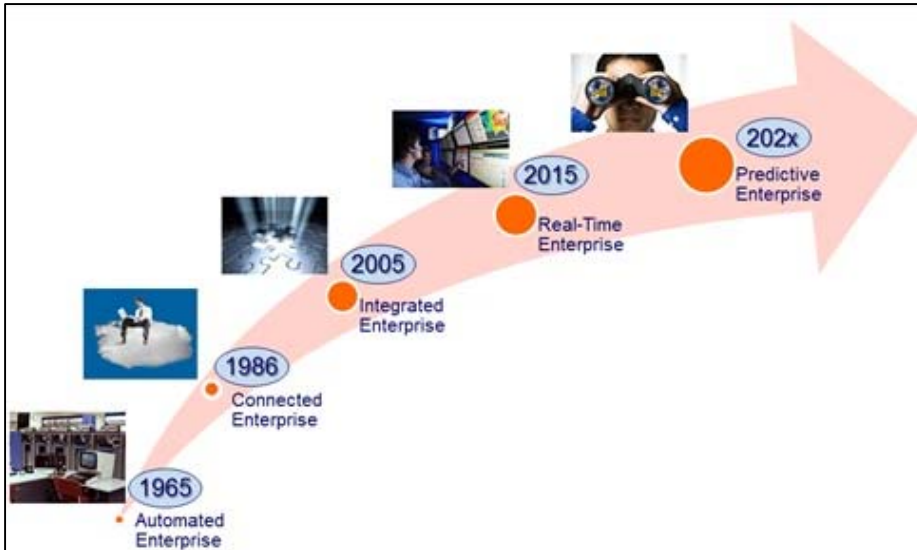 202x
Predictive
Enterprise
2015
Real-Time
Enterprise
2005
Integrated
Enterprise
1986
Connected
Enterprise
1965
Automated
Enterprise